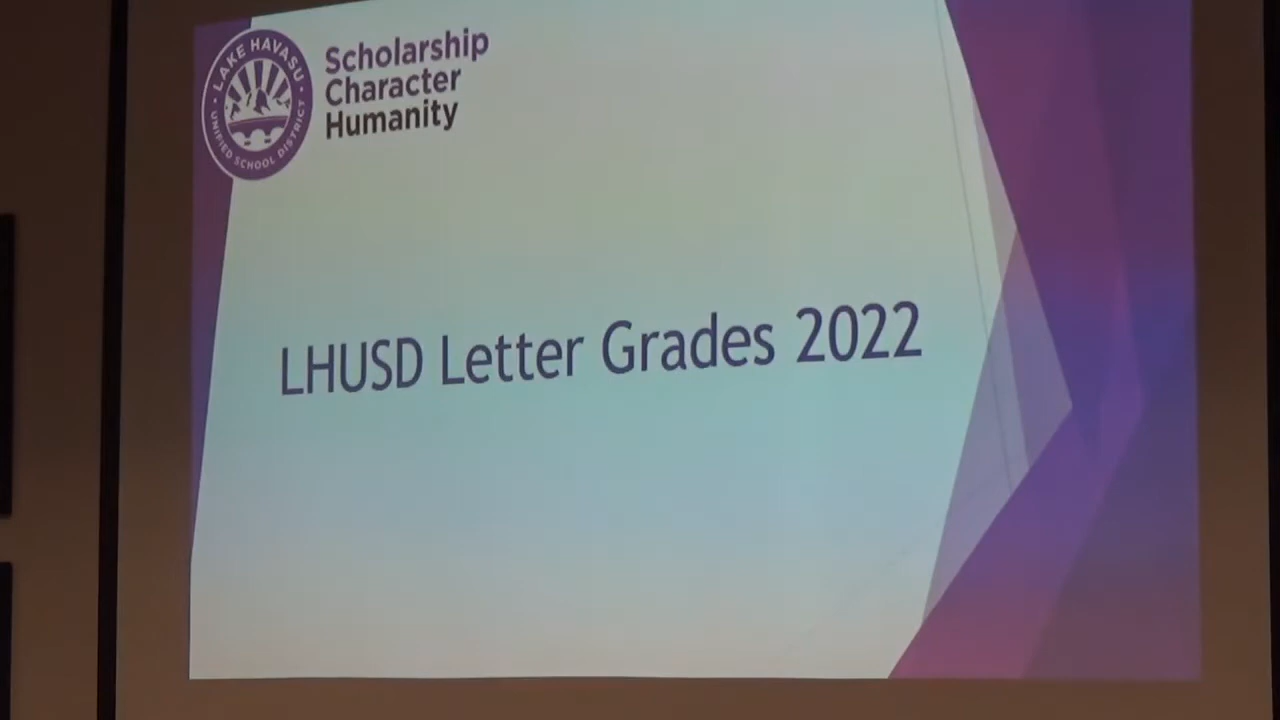 LAKE HAVASU
UNIFIED SCHOOL DISTRICT
Scholarship
Character
Humanity
LHUSD Letter Grades 2022